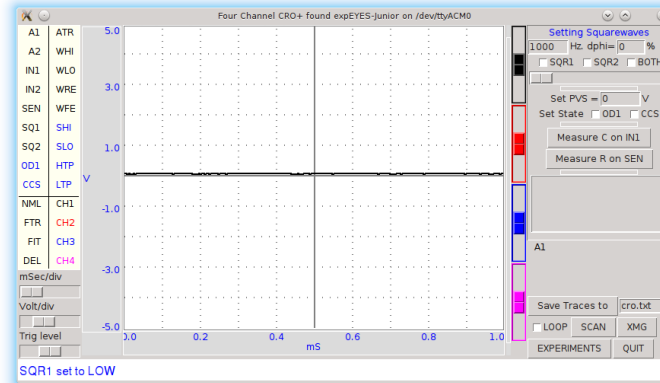 Four Channel CRO+ found expEYES-Junior on /dev/ttyACM0
A1 ATR
A2 WHI
IN1 WLO
IN2 WRE
SEN WFE
SQ1 SHI
SQ2 SLO
OD1 HTP
CCS LTP
NML CH1
FTR CH2
FIT CH3
DEL CH4
mSec/div
Volt/div
Trig level
5.0
3.0
1.0
V
-1.0
-3.0
-5.0
0.0 0.2 0.4 0.6 0.8 1.0
mS
Setting Squarewaves
1000 Hz. dphi= 0 %
SQR1 SQR2 BOTH
Set PVS = 0 V
Set State OD1 CCS
Measure C on IN1
Measure R on SEN
A1
Save Traces to cro.txt
LOOP SCAN XMG
EXPERIMENTS QUIT
SQR1 set to LOW